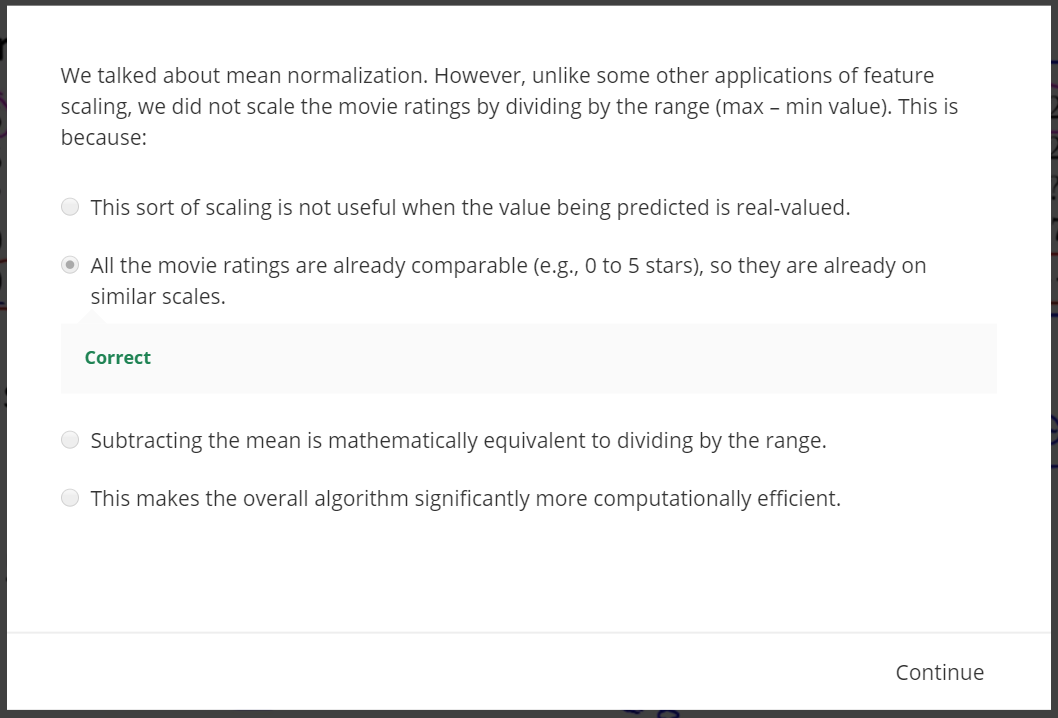 We talked about mean normalization. However, unlike some other applications of feature
scaling, we did not scale the movie ratings by dividing by the range (max – min value). This is
because:
This sort of scaling is not useful when the value being predicted is real-valued.
All the movie ratings are already comparable (e.g., 0 to 5 stars), so they are already on
similar scales.
Correct
Subtracting the mean is mathematically equivalent to dividing by the range.
This makes the overall algorithm significantly more computationally efficient.
Continue